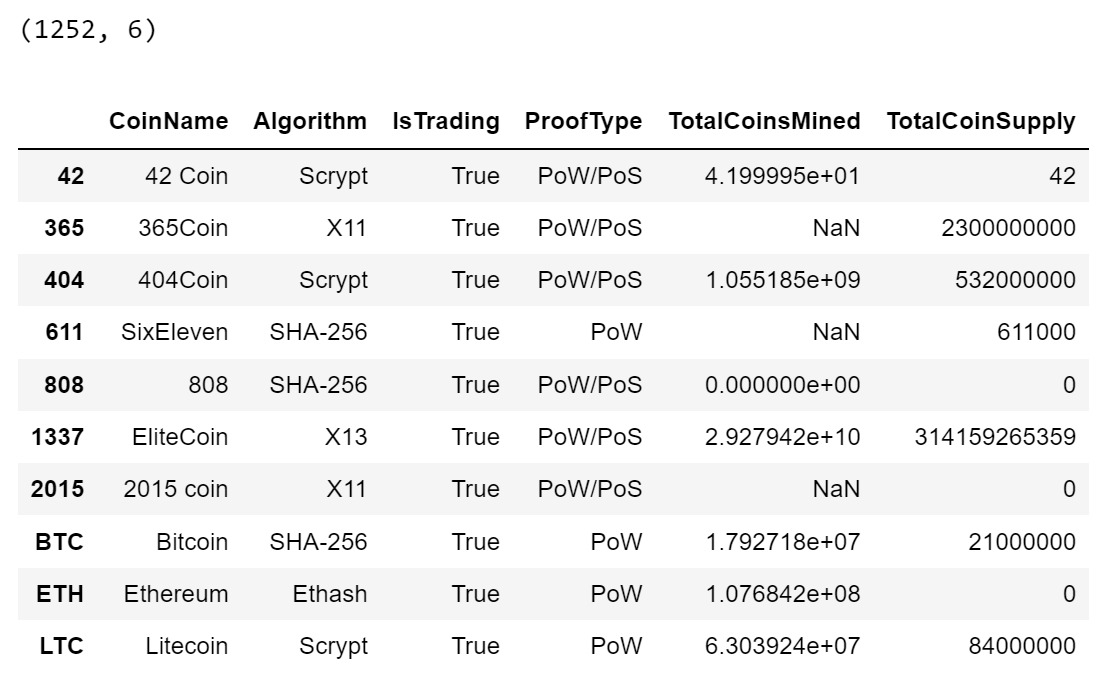 (1252, 6)
CoinName Algorithm IsTrading ProofType TotalCoinsMined TotalCoinSupply
42 42 Coin Scrypt True PoW/PoS 4.199995e+01 42
365 365Coin X11 True PoW/PoS NaN 2300000000
404 404Coin Scrypt True PoW/PoS 1.055185e+09 532000000
611 SixEleven SHA-256 True PoW NaN 611000
808 808 SHA-256 True PoW/PoS 0.000000e+00 0
1337 EliteCoin X13 True PoW/PoS 2.927942e+10 314159265359
2015 2015 coin X11 True PoW/PoS NaN 0
BTC Bitcoin SHA-256 True PoW 1.792718e+07 21000000
ETH Ethereum Ethash True PoW 1.076842e+08 0
LTC Litecoin Scrypt True PoW 6.303924e+07 84000000